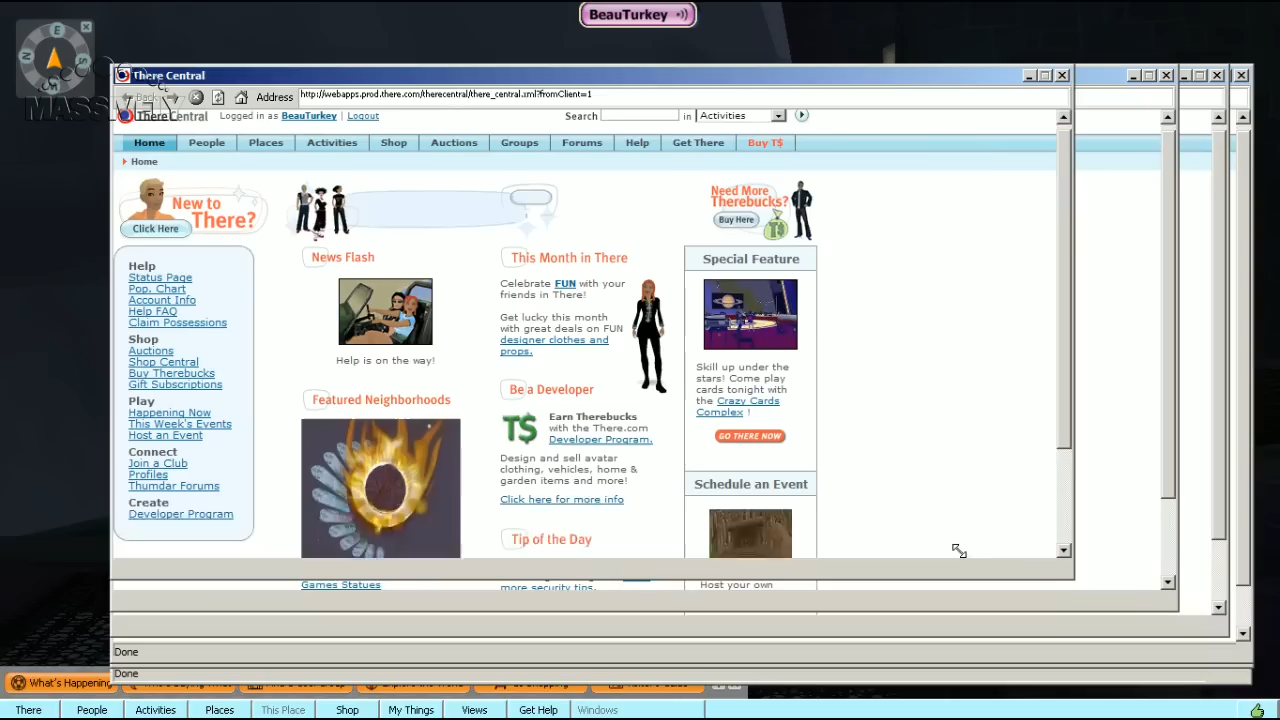 BeauTurkey
E
N
S
W
MASSIVELY
There Central
Back
Address http://webapps.prod.there.com/therecentral/there_central.xml?fromClient=1
ThereCentral Logged in as BeauTurkey Logout Search in Activities
Home People Places Activities Shop Auctions Groups Forums Help Get There Buy T$
Home
New to
There?
Click Here
Need More
Therebucks?
Buy Here
T$
Help
Status Page
Pop. Chart
Account Info
Help FAQ
Claim Possessions
Shop
Auctions
Shop Central
Buy Therebucks
Gift Subscriptions
Play
Happening Now
This Week's Events
Host an Event
Connect
Join a Club
Profiles
Thumdar Forums
Create
Developer Program
News Flash
Help is on the way!
Featured Neighborhoods
Games Statues
This Month in There
Celebrate FUN with your
friends in There!
Get lucky this month
with great deals on FUN
designer clothes and
props.
Be a Developer
T$
Earn Therebucks
with the There.com
Developer Program.
Design and sell avatar
clothing, vehicles, home &
garden items and more!
Click here for more info
Tip of the Day
more security tips.
Special Feature
Skill up under the
stars! Come play
cards tonight with
the Crazy Cards
Complex !
GO THERE NOW
Schedule an Event
Host your own
Done
Done
What's Happening
There People Activities Places This Place Shop My Things Views Get Help Windows